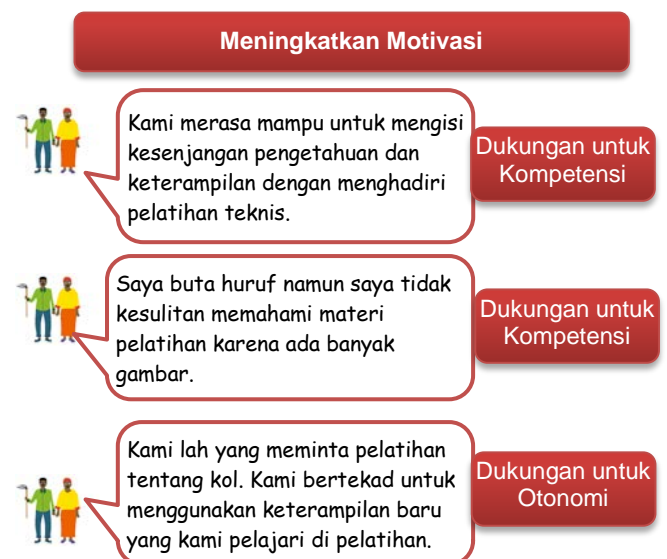 Meningkatkan Motivasi
Kami merasa mampu untuk mengisi
kesenjangan pengetahuan dan
keterampilan dengan menghadiri
pelatihan teknis.
Dukungan untuk
Kompetensi
Saya buta huruf namun saya tidak
kesulitan memahami materi
pelatihan karena ada banyak
gambar.
Dukungan untuk
Kompetensi
Kami lah yang meminta pelatihan
tentang kol. Kami bertekad untuk
menggunakan keterampilan baru
yang kami pelajari di pelatihan.
Dukungan untuk
Otonomi